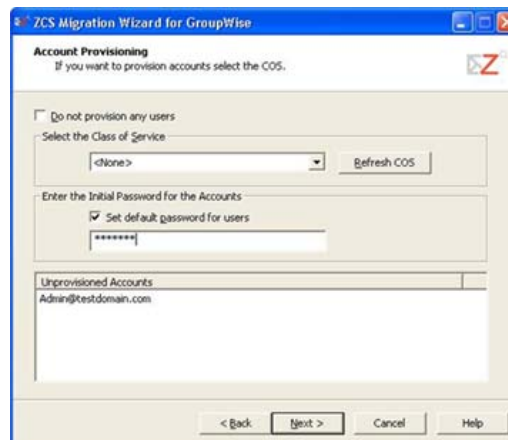 ZCS Migration Wizard for GroupWise
Account Provisioning
If you want to provision accounts select the COS.
Z
Do not provision any users
Select the Class of Service
<None>
Refresh COS
Enter the Initial Password for the Accounts
Set default password for users
*******
Unprovisioned Accounts
Admin@testdomain.com
< Back
Next >
Cancel
Help